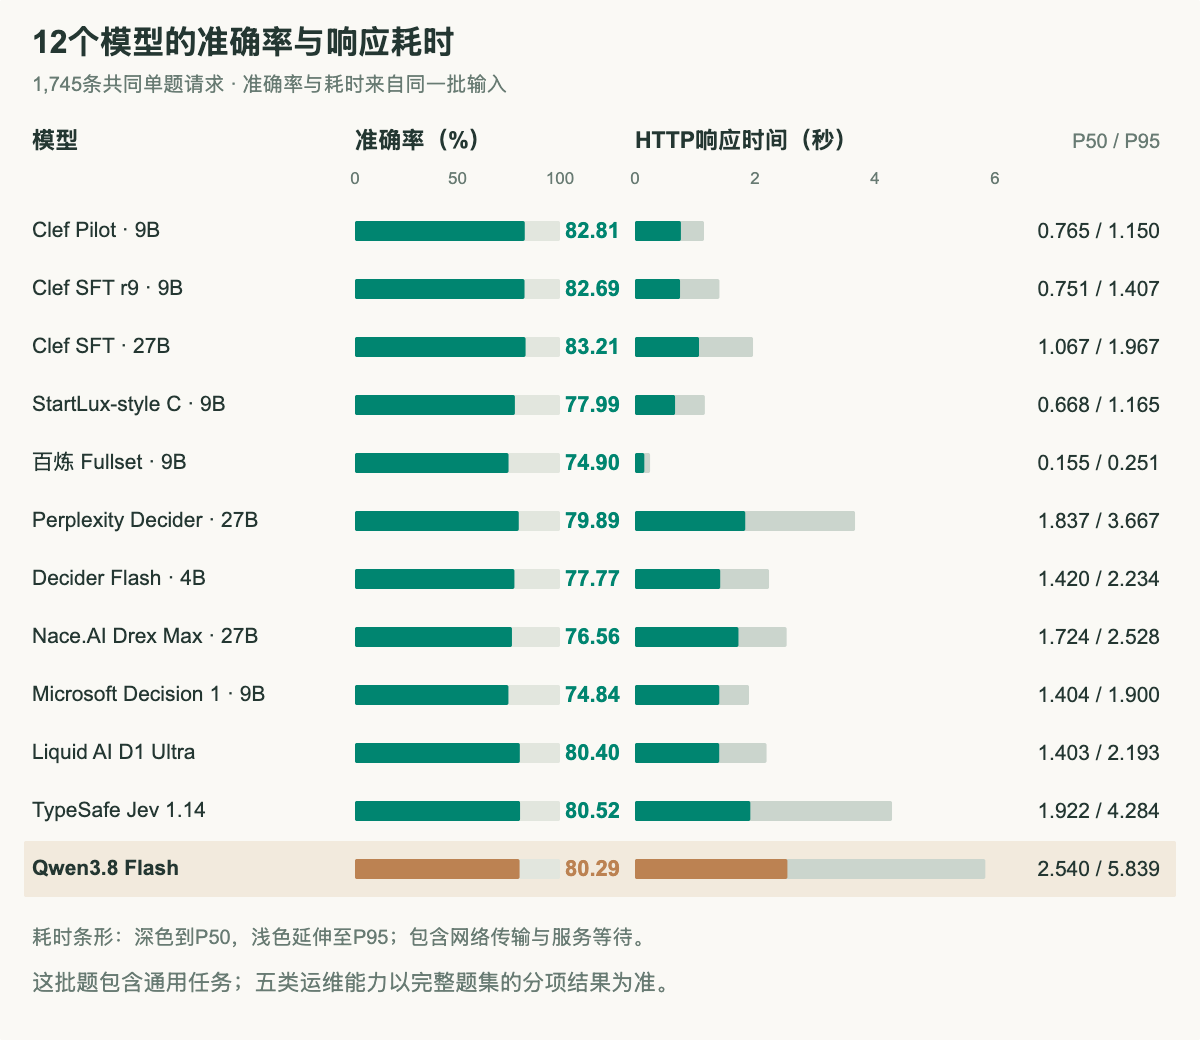 12个模型的准确率与响应耗时
1,745条共同单题请求 · 准确率与耗时来自同一批输入
模型 准确率（%） HTTP响应时间（秒） P50 / P95
0 50 100 0 2 4 6
Clef Pilot · 9B 82.81 0.765 / 1.150
Clef SFT r9 · 9B 82.69 0.751 / 1.407
Clef SFT · 27B 83.21 1.067 / 1.967
StartLux-style C · 9B 77.99 0.668 / 1.165
百炼 Fullset · 9B 74.90 0.155 / 0.251
Perplexity Decider · 27B 79.89 1.837 / 3.667
Decider Flash · 4B 77.77 1.420 / 2.234
Nace.AI Drex Max · 27B 76.56 1.724 / 2.528
Microsoft Decision 1 · 9B 74.84 1.404 / 1.900
Liquid AI D1 Ultra 80.40 1.403 / 2.193
TypeSafe Jev 1.14 80.52 1.922 / 4.284
Qwen3.8 Flash 80.29 2.540 / 5.839
耗时条形：深色到P50，浅色延伸至P95；包含网络传输与服务等待。
这批题包含通用任务；五类运维能力以完整题集的分项结果为准。